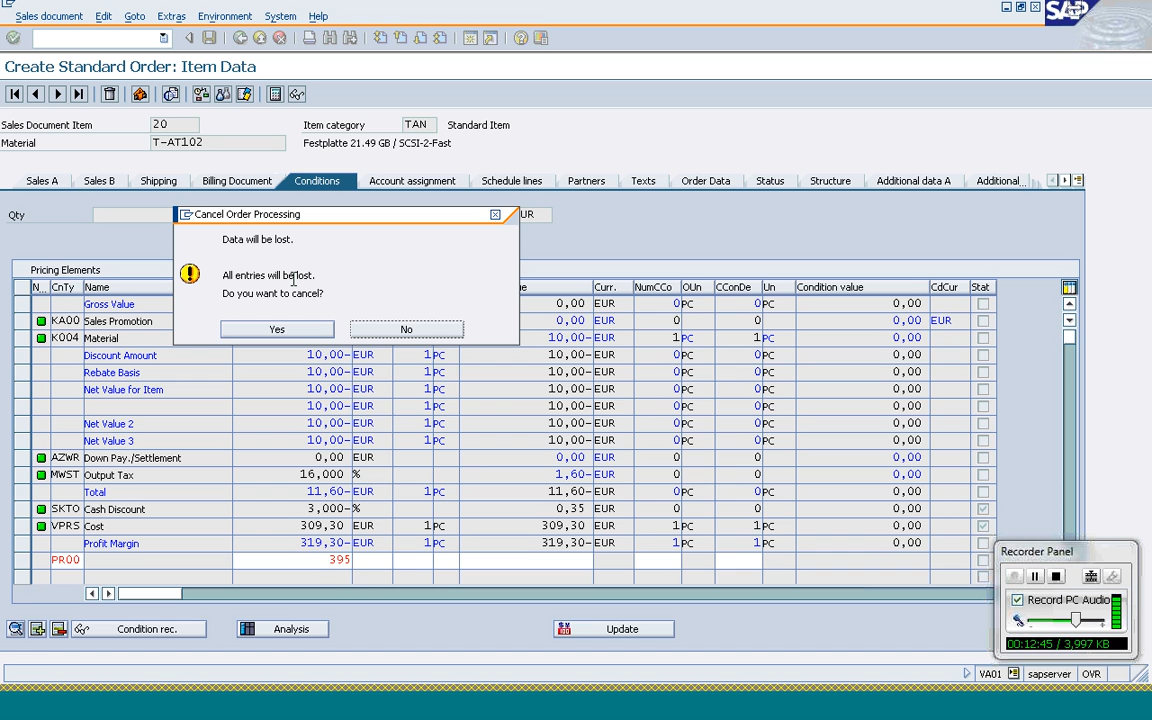 Sales document Edit Goto Extras Environment System Help
SAP
Create Standard Order: Item Data
Sales Document Item 20 Item category TAN Standard Item
Material T-AT102 Festplatte 21.49 GB / SCSI-2-Fast
Sales A Sales B Shipping Billing Document Conditions Account assignment Schedule lines Partners Texts Order Data Status Structure Additional data A Additional...
Qty UR
Cancel Order Processing
Data will be lost.
All entries will be lost.
Do you want to cancel?
Yes No
Pricing Elements
N... CnTy Name e Curr. NumCCo OUn CConDe Un Condition value CdCur Stat
Gross Value 0,00 EUR 0 PC 0 PC 0,00
KA00 Sales Promotion 0,00 EUR 0 0 0,00 EUR
K004 Material 10,00- EUR 1 PC 1 PC 0,00
Discount Amount 10,00- EUR 1 PC 10,00- EUR 0 PC 0 PC 0,00
Rebate Basis 10,00- EUR 1 PC 10,00- EUR 0 PC 0 PC 0,00
Net Value for Item 10,00- EUR 1 PC 10,00- EUR 0 PC 0 PC 0,00
10,00- EUR 1 PC 10,00- EUR 0 PC 0 PC 0,00
Net Value 2 10,00- EUR 1 PC 10,00- EUR 0 PC 0 PC 0,00
Net Value 3 10,00- EUR 1 PC 10,00- EUR 0 PC 0 PC 0,00
AZWR Down Pay./Settlement 0,00 EUR 0,00 EUR 0 0 0,00
MWST Output Tax 16,000 % 1,60- EUR 0 0 0,00
Total 11,60- EUR 1 PC 11,60- EUR 0 PC 0 PC 0,00
SKTO Cash Discount 3,000- % 0,35 EUR 0 0 0,00
VPRS Cost 309,30 EUR 1 PC 309,30 EUR 1 PC 1 PC 0,00
Profit Margin 319,30- EUR 1 PC 319,30- EUR 1 PC 1 PC 0,00
PR00 395
Recorder Panel
Record PC Audio
00:12:45 / 3,997 KB
Condition rec. Analysis Update
VA01 sapserver OVR